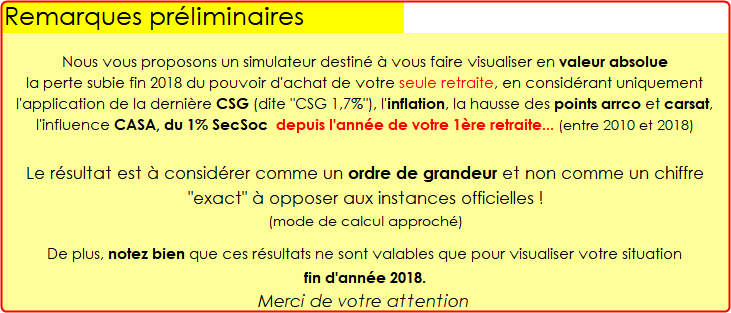 Remarques préliminaires
Nous vous proposons un simulateur destiné à vous faire visualiser en valeur absolue
la perte subie fin 2018 du pouvoir d'achat de votre seule retraite, en considérant uniquement
l'application de la dernière CSG (dite "CSG 1,7%"), l'inflation, la hausse des points arrco et carsat,
l'influence CASA, du 1% SecSoc depuis l'année de votre 1ère retraite... (entre 2010 et 2018)
Le résultat est à considérer comme un ordre de grandeur et non comme un chiffre
"exact" à opposer aux instances officielles !
(mode de calcul approché)
De plus, notez bien que ces résultats ne sont valables que pour visualiser votre situation
fin d'année 2018.
Merci de votre attention